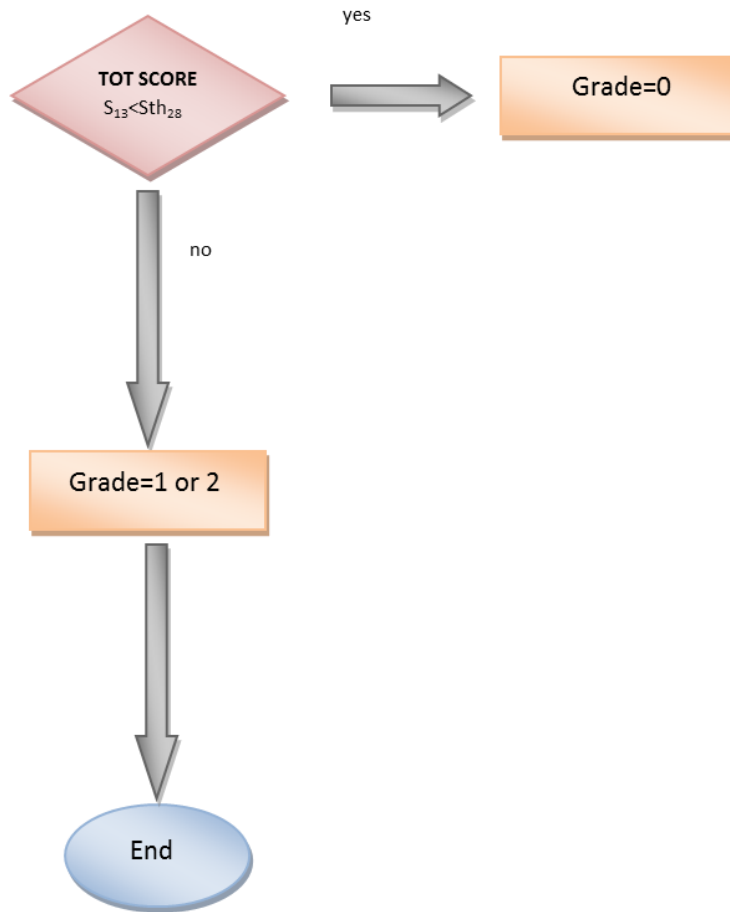 yes
TOT SCORE
S₁₃<Sth₂₈
Grade=0
no
Grade=1 or 2
End